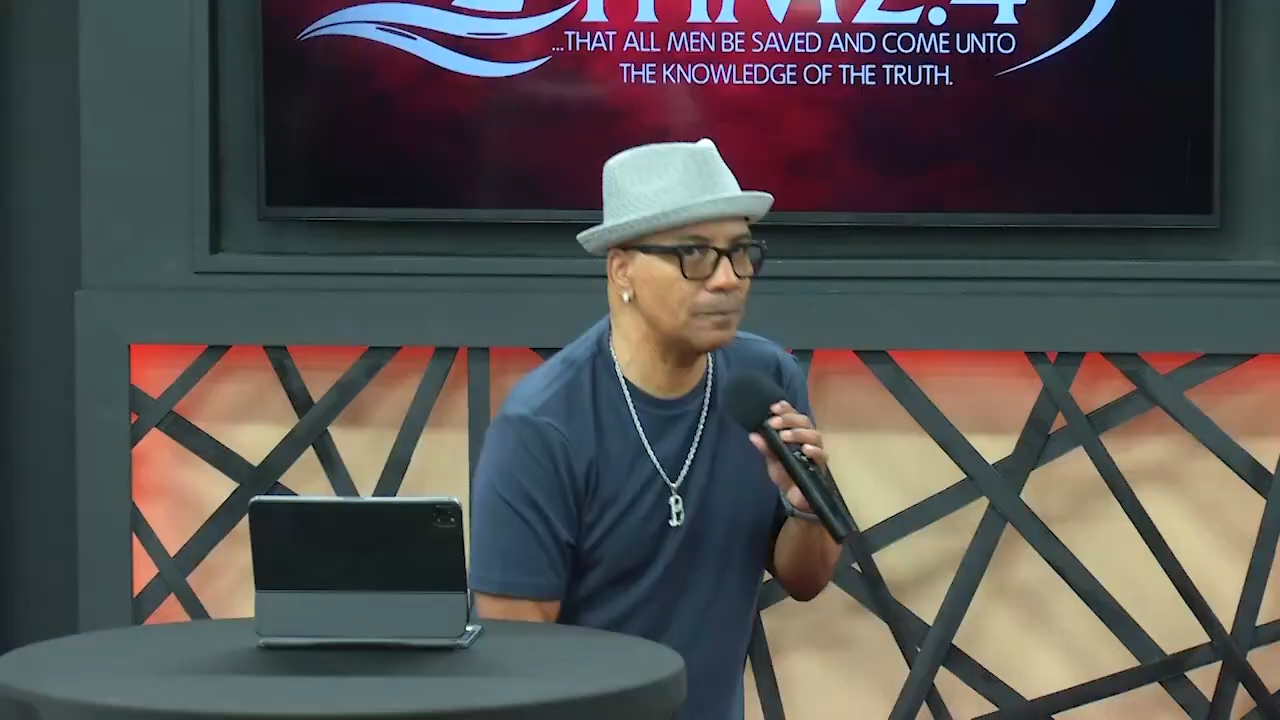 ...THAT ALL MEN BE SAVED AND COME UNTO
THE KNOWLEDGE OF THE TRUTH.
B